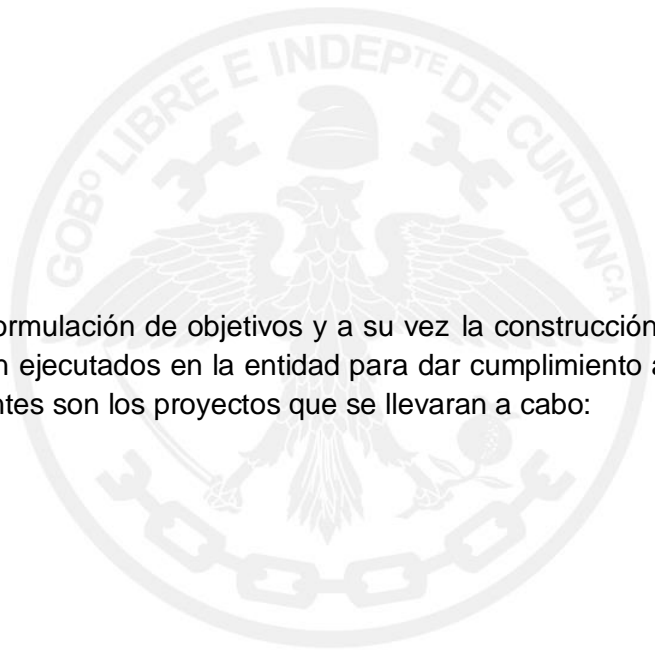 GOBº LIBRE E INDEPTE DE CUNDINCA
ormulación de objetivos y a su vez la construcción
n ejecutados en la entidad para dar cumplimiento a
ntes son los proyectos que se llevaran a cabo: